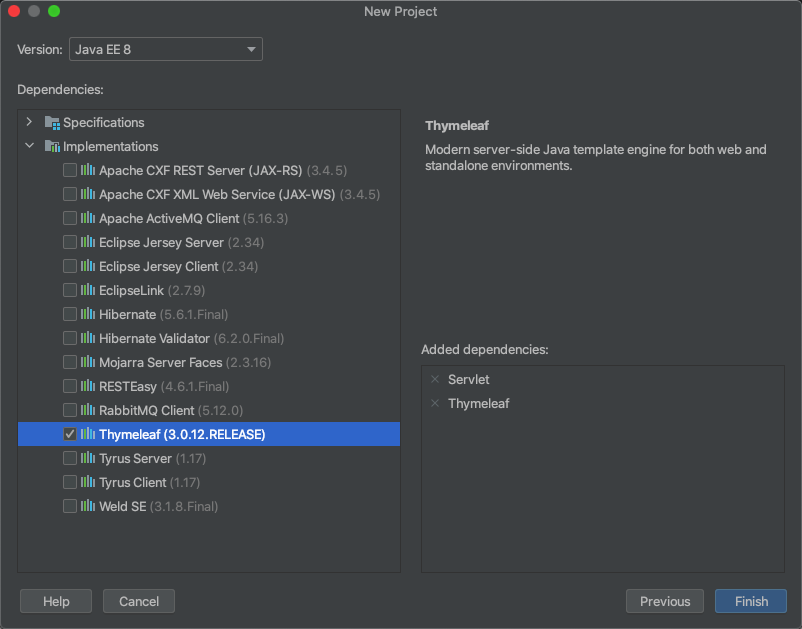 New Project
Version: Java EE 8
Dependencies:
Specifications
Implementations
Apache CXF REST Server (JAX-RS) (3.4.5)
Apache CXF XML Web Service (JAX-WS) (3.4.5)
Apache ActiveMQ Client (5.16.3)
Eclipse Jersey Server (2.34)
Eclipse Jersey Client (2.34)
EclipseLink (2.7.9)
Hibernate (5.6.1.Final)
Hibernate Validator (6.2.0.Final)
Mojarra Server Faces (2.3.16)
RESTEasy (4.6.1.Final)
RabbitMQ Client (5.12.0)
Thymeleaf (3.0.12.RELEASE)
Tyrus Server (1.17)
Tyrus Client (1.17)
Weld SE (3.1.8.Final)
Thymeleaf
Modern server-side Java template engine for both web and
standalone environments.
Added dependencies:
Servlet
Thymeleaf
Help
Cancel
Previous
Finish